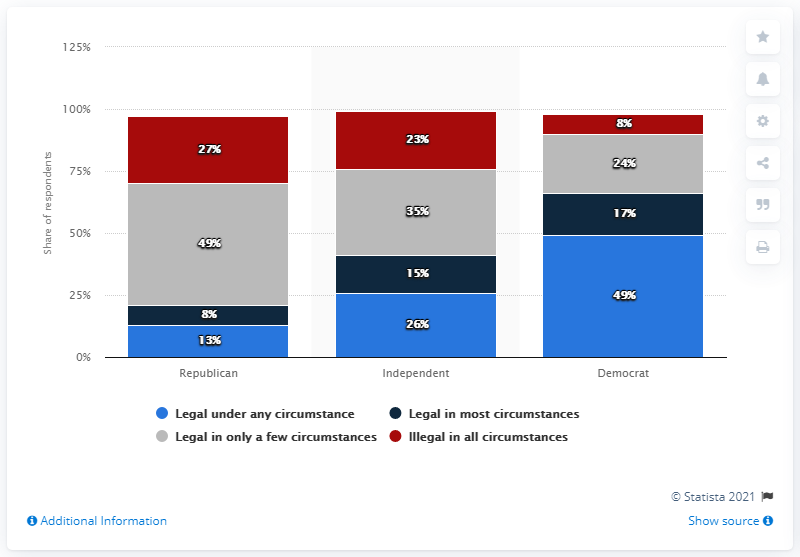 125%
100%
75%
50%
25%
0%
Share of respondents
27%
49%
8%
13%
23%
35%
15%
26%
8%
24%
17%
49%
Republican
Independent
Democrat
Legal under any circumstance
Legal in most circumstances
Legal in only a few circumstances
Illegal in all circumstances
© Statista 2021
Additional Information
Show source